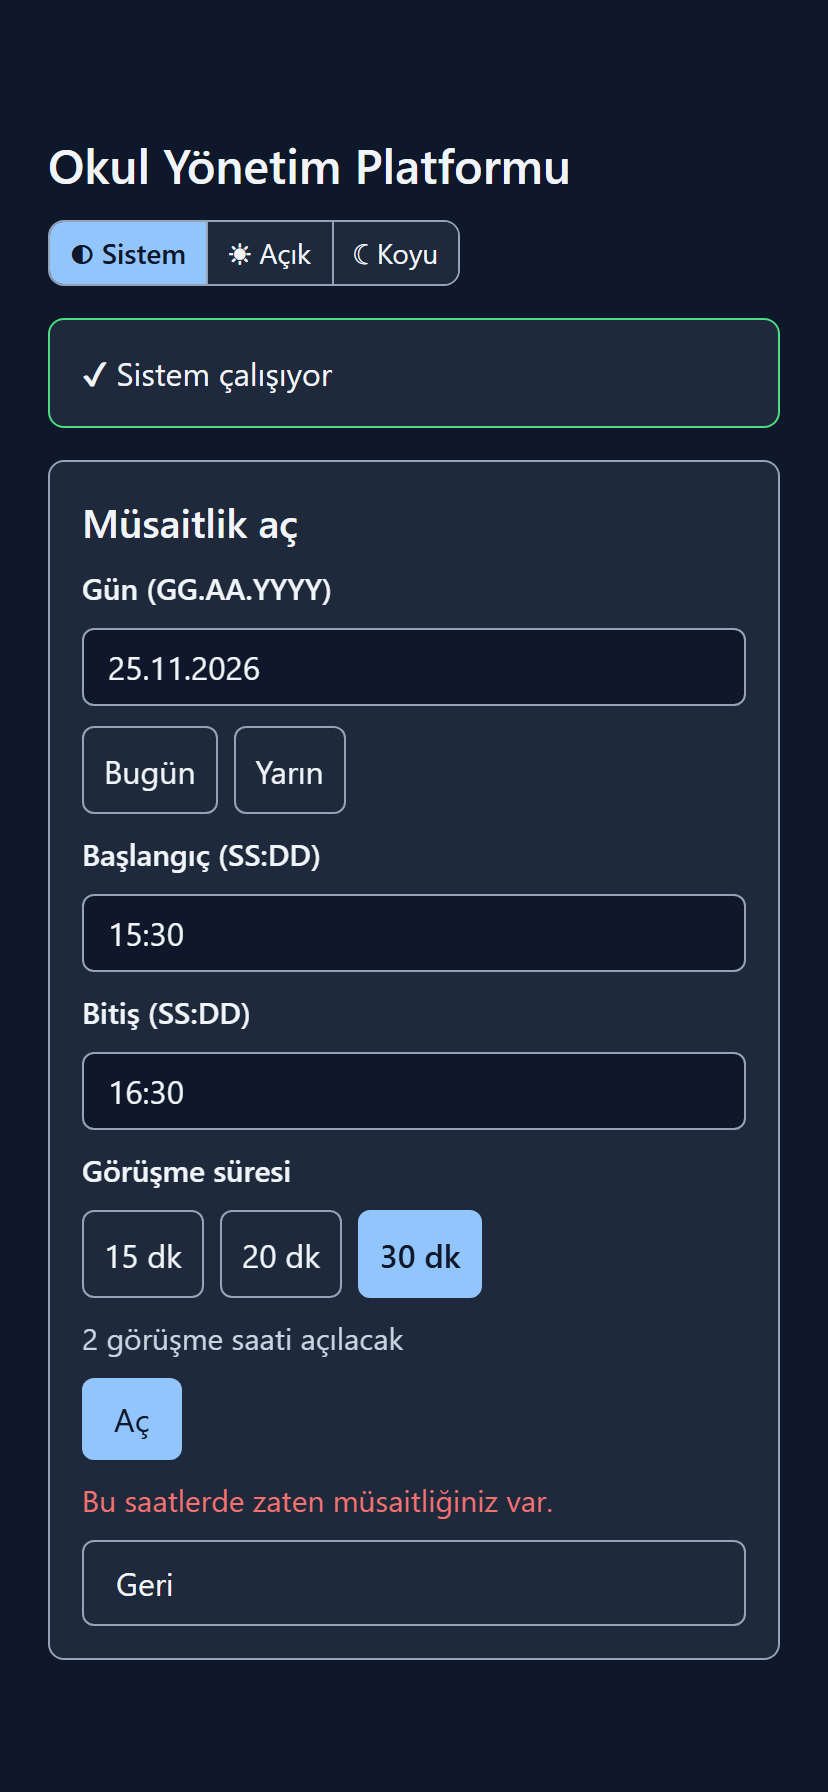 Okul Yönetim Platformu
◐ Sistem ☀ Açık ☾ Koyu
✓ Sistem çalışıyor
Müsaitlik aç
Gün (GG.AA.YYYY)
25.11.2026
Bugün Yarın
Başlangıç (SS:DD)
15:30
Bitiş (SS:DD)
16:30
Görüşme süresi
15 dk 20 dk 30 dk
2 görüşme saati açılacak
Aç
Bu saatlerde zaten müsaitliğiniz var.
Geri